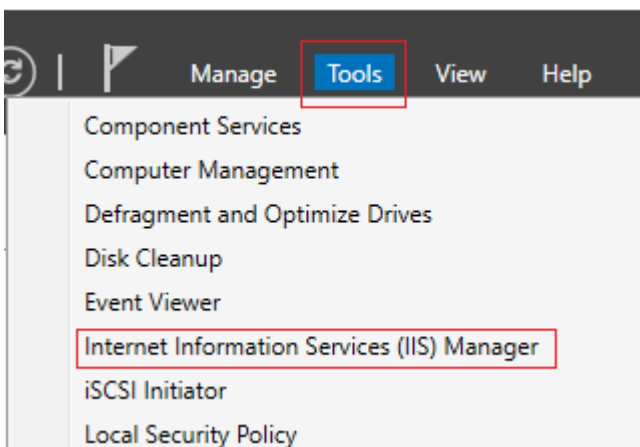 Manage Tools View Help
Component Services
Computer Management
Defragment and Optimize Drives
Disk Cleanup
Event Viewer
Internet Information Services (IIS) Manager
iSCSI Initiator
Local Security Policy